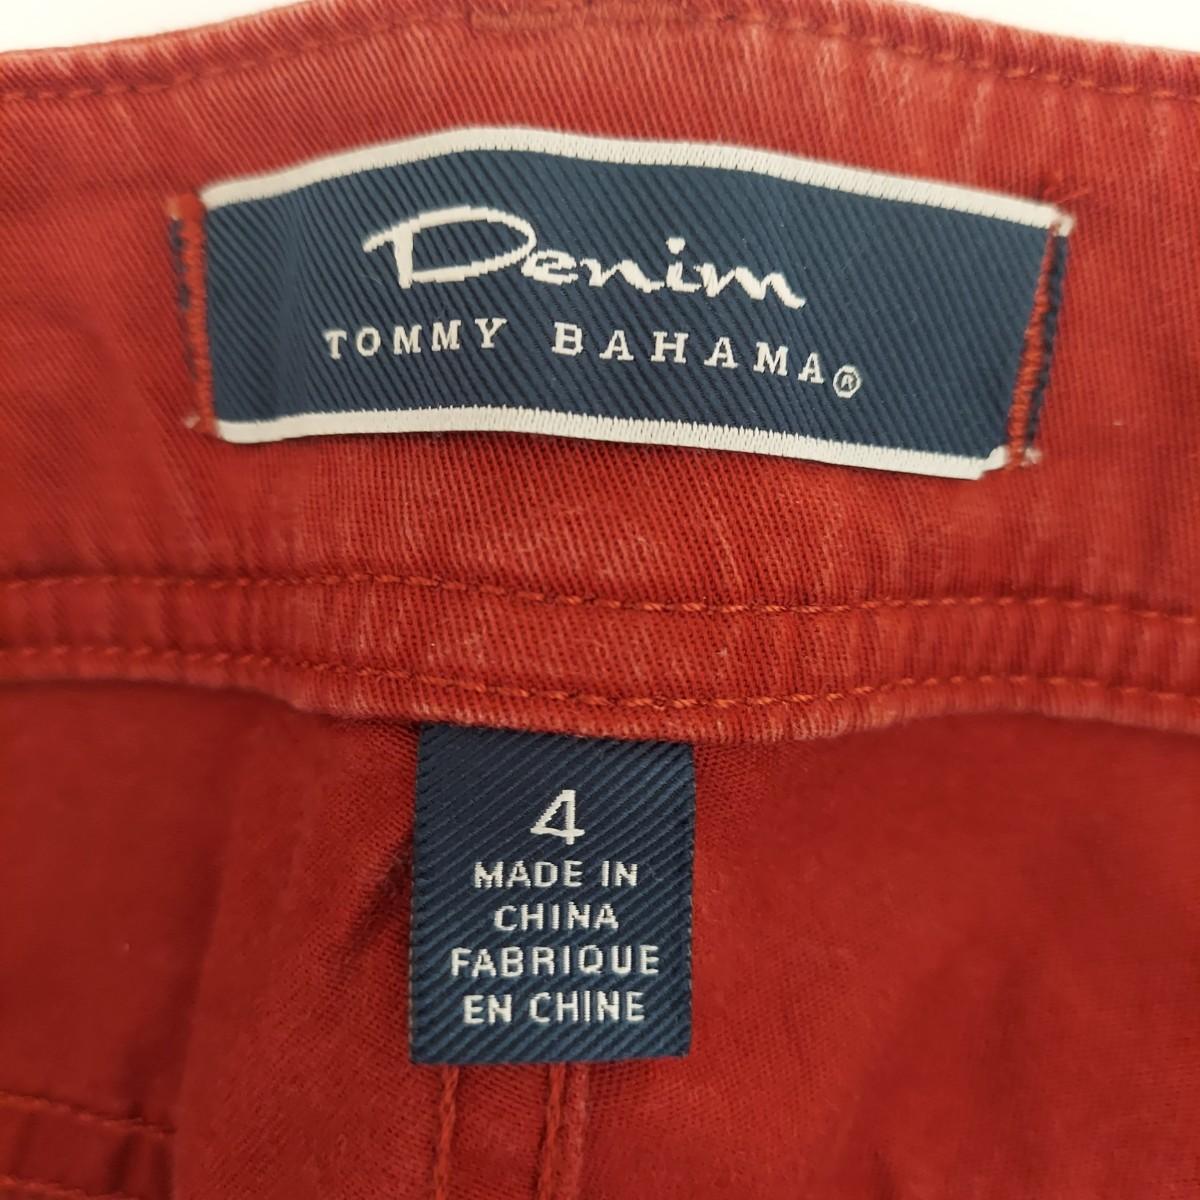 Denim
TOMMY BAHAMA®
4
MADE IN
CHINA
FABRIQUE
EN CHINE